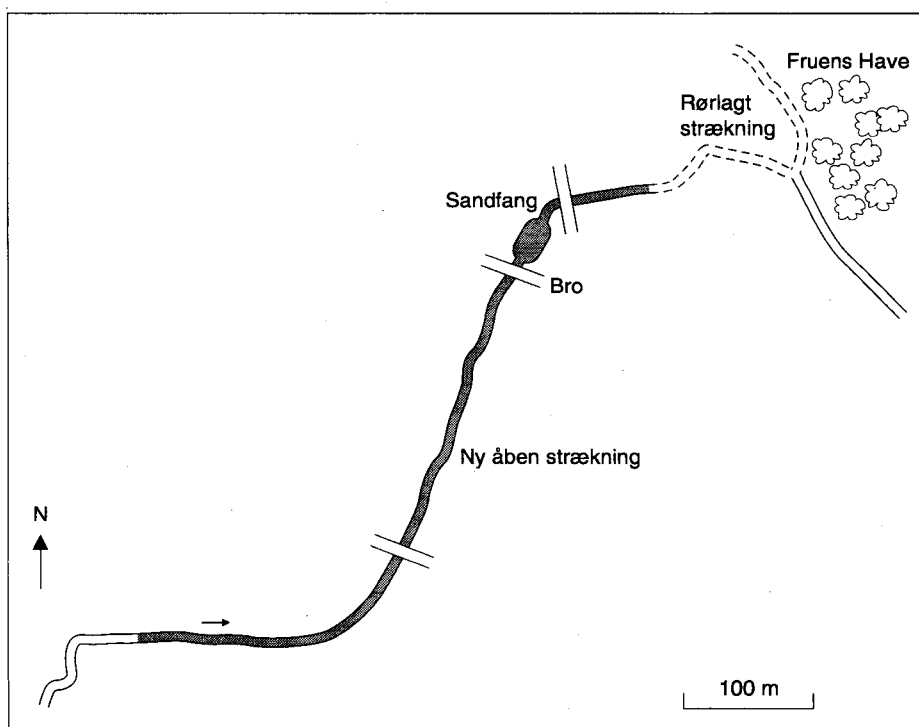 Fruens Have
Rørlagt
strækning
Sandfang
Bro
Ny åben strækning
N
100 m